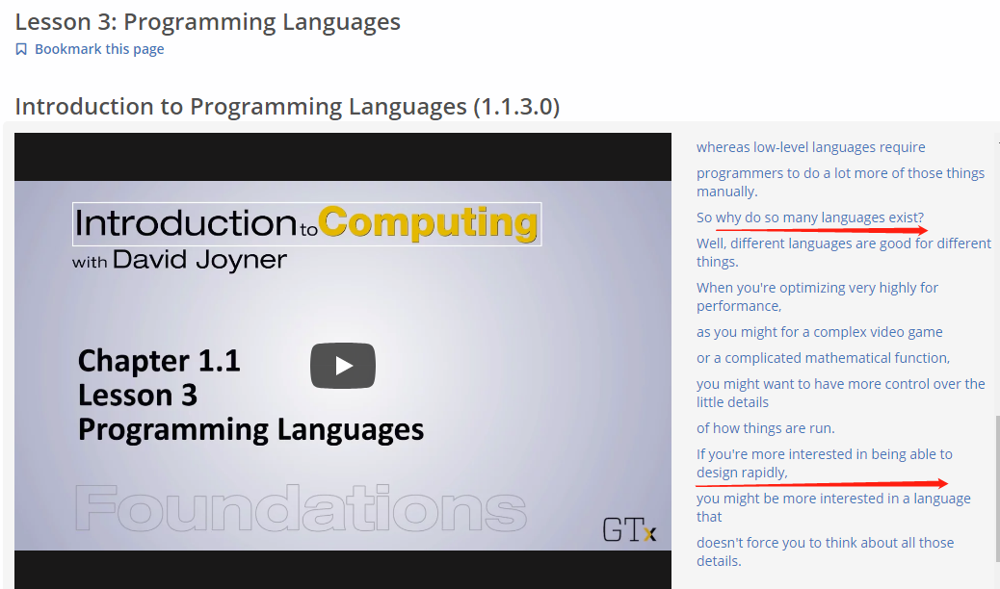 Lesson 3: Programming Languages
Bookmark this page
Introduction to Programming Languages (1.1.3.0)
Introduction to Computing
with David Joyner
Chapter 1.1
Lesson 3
Programming Languages
Foundations
GTx
whereas low-level languages require
programmers to do a lot more of those things
manually.
So why do so many languages exist?
Well, different languages are good for different
things.
When you're optimizing very highly for
performance,
as you might for a complex video game
or a complicated mathematical function,
you might want to have more control over the
little details
of how things are run.
If you're more interested in being able to
design rapidly,
you might be more interested in a language
that
doesn't force you to think about all those
details.